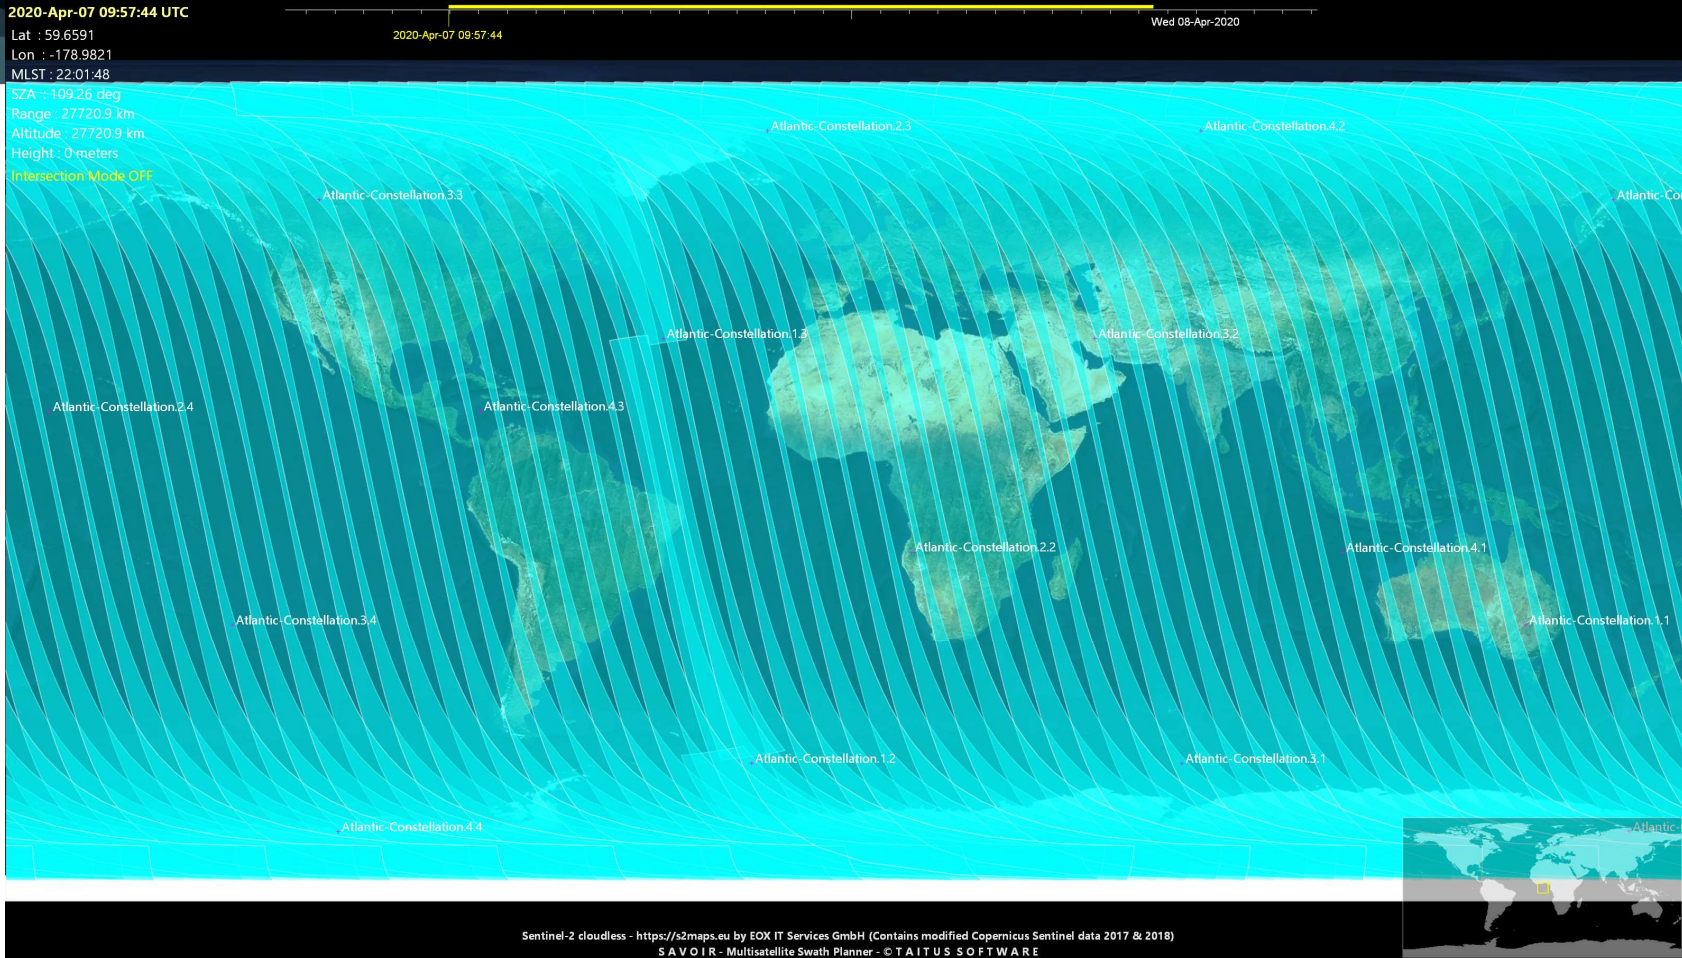 2020-Apr-07 09:57:44 UTC
Lat : 59.6591
Lon : -178.9821
MLST : 22:01:48
SZA : 109.26 deg
Range : 27720.9 km
Altitude : 27720.9 km
Height : 0 meters
Intersection Mode OFF
2020-Apr-07 09:57:44
Wed 08-Apr-2020
Atlantic-Constellation.2.3
Atlantic-Constellation.4.2
Atlantic-Constellation.3.3
Atlantic-Co
Atlantic-Constellation.1.3
Atlantic-Constellation.3.2
Atlantic-Constellation.2.4
Atlantic-Constellation.4.3
Atlantic-Constellation.2.2
Atlantic-Constellation.4.1
Atlantic-Constellation.3.4
Atlantic-Constellation.1.1
Atlantic-Constellation.1.2
Atlantic-Constellation.3.1
Atlantic-Constellation.4.4
Atlantic-
Sentinel-2 cloudless - https://s2maps.eu by EOX IT Services GmbH (Contains modified Copernicus Sentinel data 2017 & 2018)
S A V O I R - Multisatellite Swath Planner - © T A I T U S S O F T W A R E